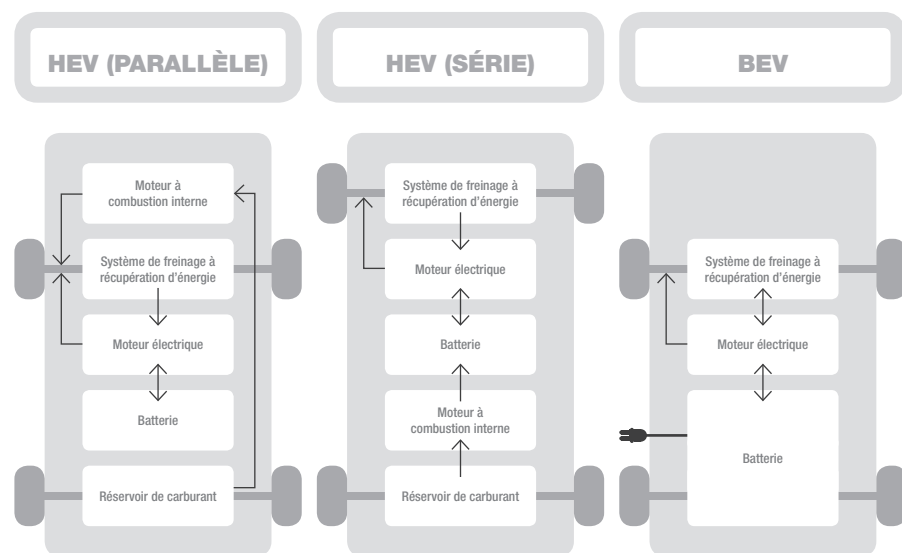 HEV (PARALLÈLE)
Moteur à
combustion interne
Système de freinage à
récupération d'énergie
Moteur électrique
Batterie
Réservoir de carburant
HEV (SÉRIE)
Système de freinage à
récupération d'énergie
Moteur électrique
Batterie
Moteur à
combustion interne
Réservoir de carburant
BEV
Système de freinage à
récupération d'énergie
Moteur électrique
Batterie